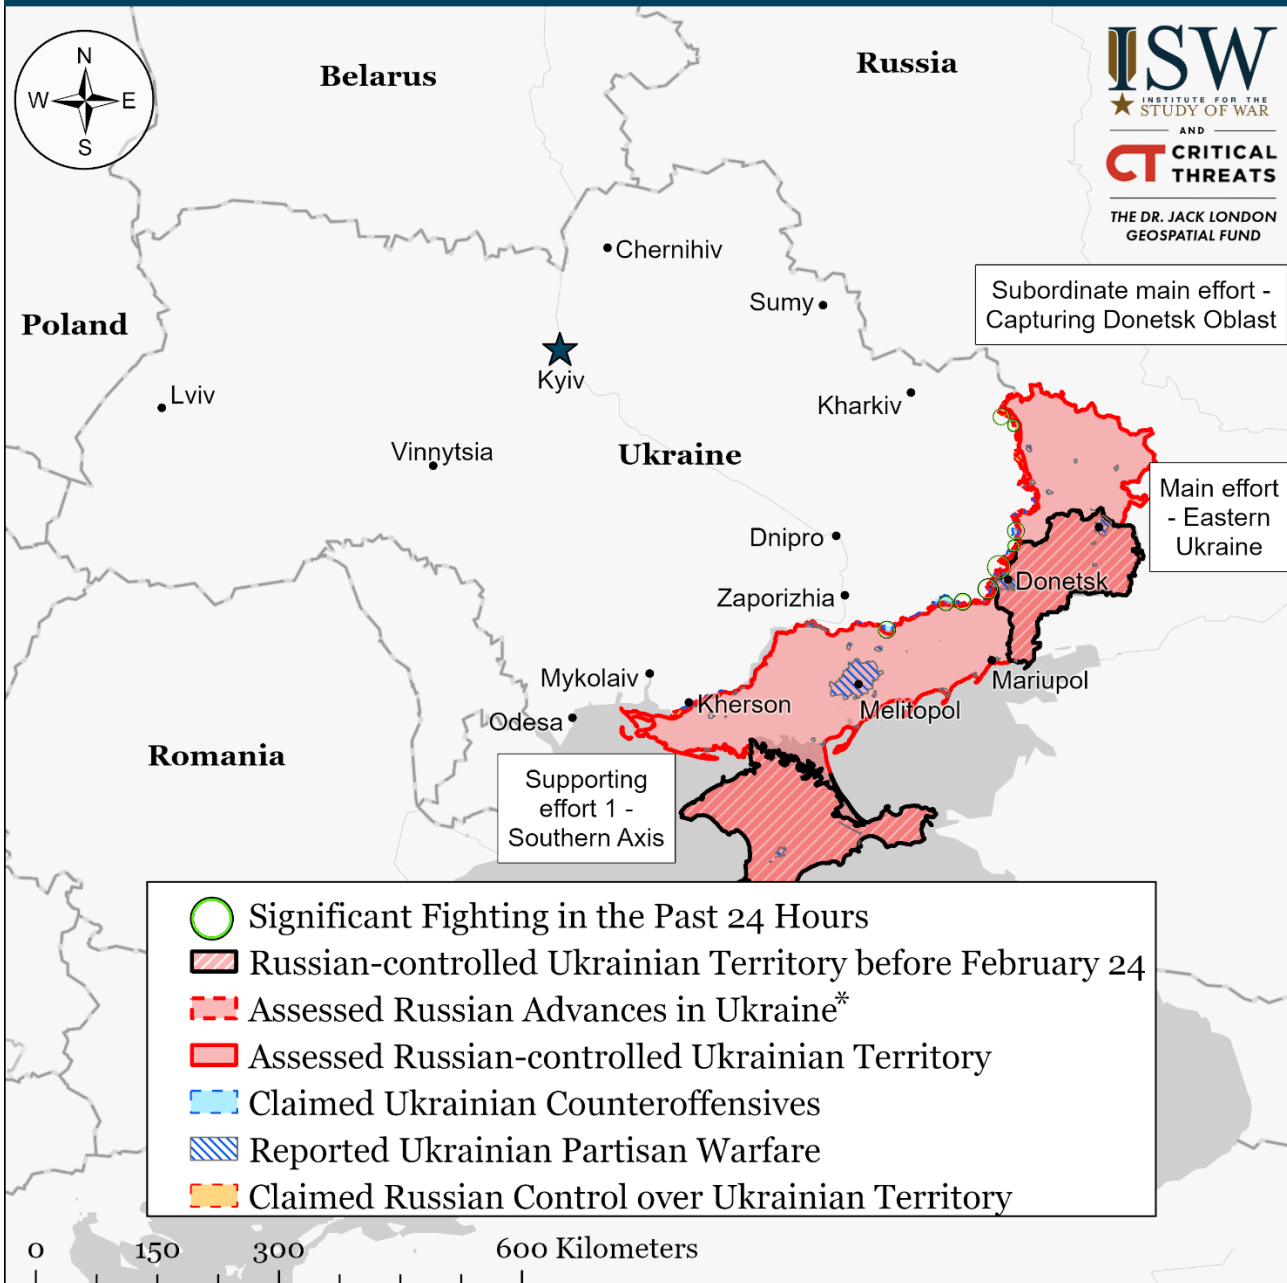 N
W
E
S
Belarus
Russia
ISW
INSTITUTE FOR THE
STUDY OF WAR
AND
CT CRITICAL
THREATS
THE DR. JACK LONDON
GEOSPATIAL FUND
Chernihiv
Sumy
Subordinate main effort -
Capturing Donetsk Oblast
Poland
Kyiv
Lviv
Kharkiv
Vinnytsia
Ukraine
Main effort
- Eastern
Ukraine
Dnipro
Donetsk
Zaporizhia
Mykolaiv
Mariupol
Kherson
Melitopol
Odesa
Romania
Supporting
effort 1 -
Southern Axis
Significant Fighting in the Past 24 Hours
Russian-controlled Ukrainian Territory before February 24
Assessed Russian Advances in Ukraine*
Assessed Russian-controlled Ukrainian Territory
Claimed Ukrainian Counteroffensives
Reported Ukrainian Partisan Warfare
Claimed Russian Control over Ukrainian Territory
0 150 300 600 Kilometers